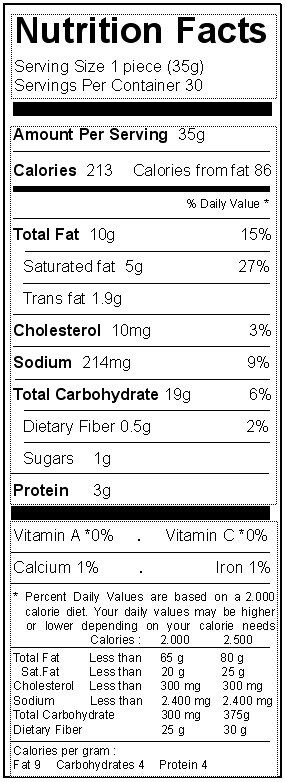 Nutrition Facts
Serving Size 1 piece (35g)
Servings Per Container 30
Amount Per Serving 35g
Calories 213 Calories from fat 86
% Daily Value *
Total Fat 10g 15%
Saturated fat 5g 27%
Trans fat 1.9g
Cholesterol 10mg 3%
Sodium 214mg 9%
Total Carbohydrate 19g 6%
Dietary Fiber 0.5g 2%
Sugars 1g
Protein 3g
Vitamin A *0% . Vitamin C *0%
Calcium 1% . Iron 1%
* Percent Daily Values are based on a 2.000
calorie diet. Your daily values may be higher
or lower depending on your calorie needs
Calories : 2.000 2.500
Total Fat Less than 65 g 80 g
Sat.Fat Less than 20 g 25 g
Cholesterol Less than 300 mg 300 mg
Sodium Less than 2.400 mg 2.400 mg
Total Carbohydrate 300 mg 375g
Dietary Fiber 25 g 30 g
Calories per gram :
Fat 9 Carbohydrates 4 Protein 4